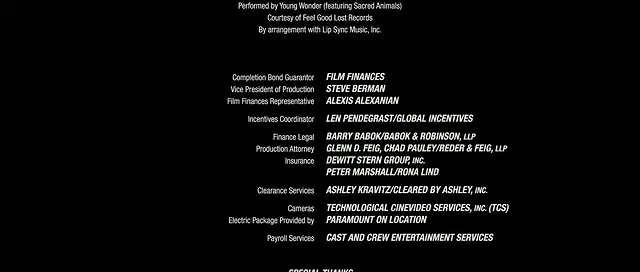 Performed by Young Wonder (featuring Sacred Animals)
Courtesy of Feel Good Lost Records
By arrangement with Lip Sync Music, Inc.
Completion Bond Guarantor FILM FINANCES
Vice President of Production STEVE BERMAN
Film Finances Representative ALEXIS ALEXANIAN
Incentives Coordinator LEN PENDEGRAST/GLOBAL INCENTIVES
Finance Legal BARRY BABOK/BABOK & ROBINSON, LLP
Production Attorney GLENN D. FEIG, CHAD PAULEY/REDER & FEIG, LLP
Insurance DEWITT STERN GROUP, INC.
PETER MARSHALL/RONA LIND
Clearance Services ASHLEY KRAVITZ/CLEARED BY ASHLEY, INC.
Cameras TECHNOLOGICAL CINEVIDEO SERVICES, INC. (TCS)
Electric Package Provided by PARAMOUNT ON LOCATION
Payroll Services CAST AND CREW ENTERTAINMENT SERVICES
SPECIAL THANKS